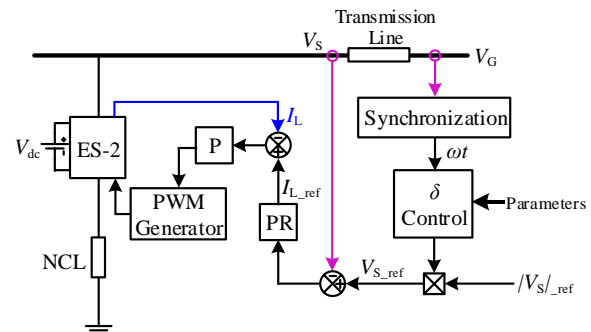 Transmission
Line
V_S
V_G
I_L
Synchronization
V_dc
ES-2
P
ωt
I_L_ref
δ
Control
Parameters
PWM
Generator
PR
NCL
V_S_ref
/V_S/_ref